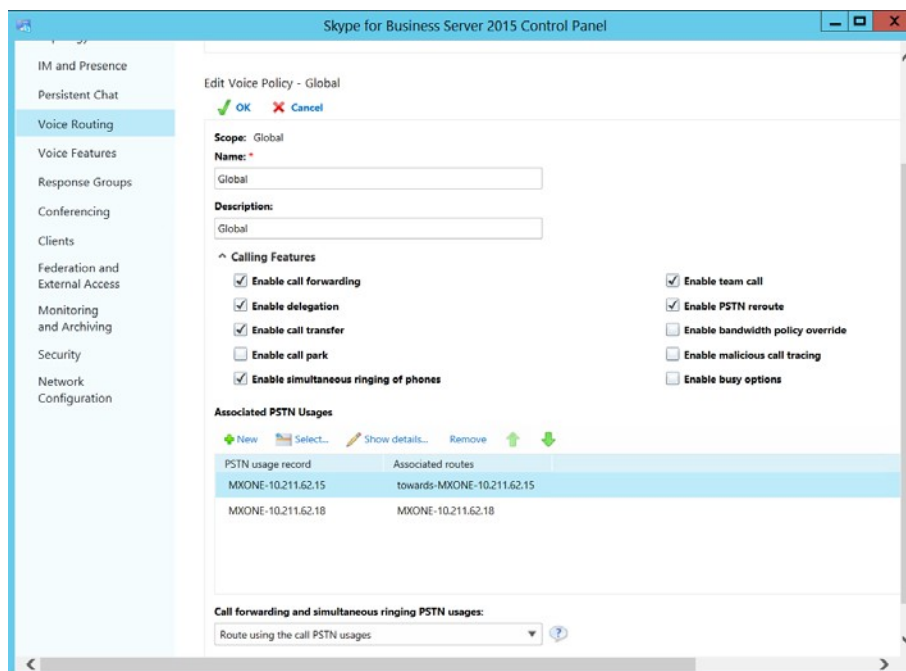 Skype for Business Server 2015 Control Panel
IM and Presence
Persistent Chat
Voice Routing
Voice Features
Response Groups
Conferencing
Clients
Federation and
External Access
Monitoring
and Archiving
Security
Network
Configuration
Edit Voice Policy - Global
OK Cancel
Scope: Global
Name: *
Global
Description:
Global
Calling Features
Enable call forwarding Enable team call
Enable delegation Enable PSTN reroute
Enable call transfer Enable bandwidth policy override
Enable call park Enable malicious call tracing
Enable simultaneous ringing of phones Enable busy options
Associated PSTN Usages
New Select... Show details... Remove
PSTN usage record Associated routes
MXONE-10.211.62.15 towards-MXONE-10.211.62.15
MXONE-10.211.62.18 MXONE-10.211.62.18
Call forwarding and simultaneous ringing PSTN usages:
Route using the call PSTN usages